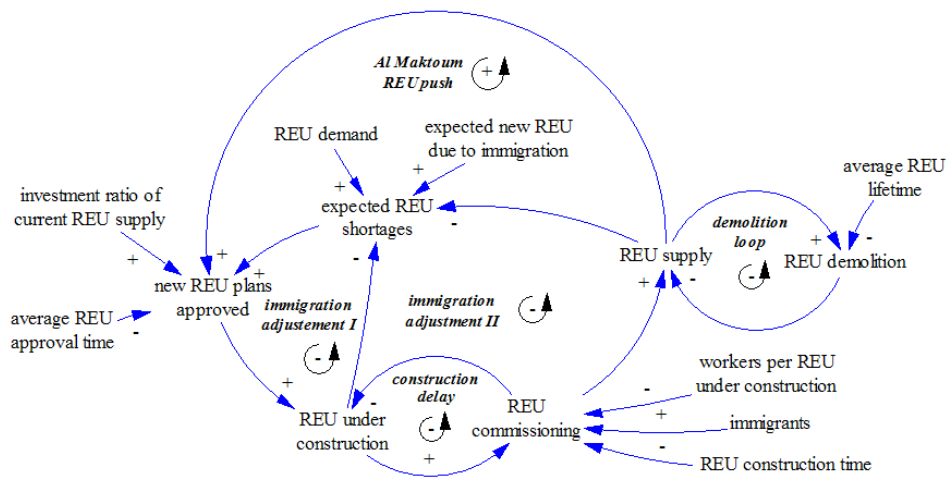 Al Maktoum
REU push
+
REU demand
expected new REU
due to immigration
average REU
lifetime
investment ratio of
current REU supply
+
+
expected REU
shortages
-
-
demolition
loop
+
-
REU supply
REU demolition
-
-
+
+
+
+
new REU plans
approved
immigration
adjustement I
immigration
adjustment II
-
average REU
approval time
-
-
construction
delay
workers per REU
under construction
-
+
+
-
REU under
construction
-
REU
commissioning
immigrants
-
+
REU construction time